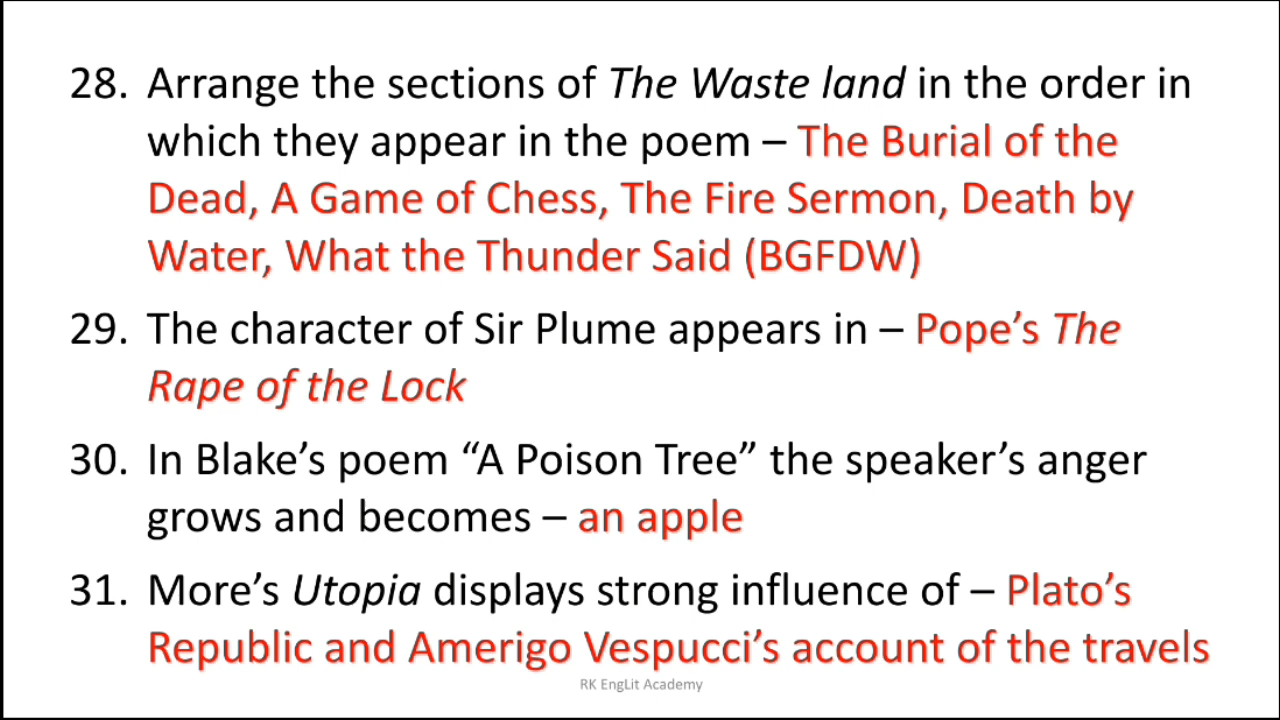 28. Arrange the sections of The Waste land in the order in
which they appear in the poem – The Burial of the
Dead, A Game of Chess, The Fire Sermon, Death by
Water, What the Thunder Said (BGFDW)
29. The character of Sir Plume appears in – Pope’s The
Rape of the Lock
30. In Blake’s poem “A Poison Tree” the speaker’s anger
grows and becomes – an apple
31. More’s Utopia displays strong influence of – Plato’s
Republic and Amerigo Vespucci’s account of the travels
RK EngLit Academy